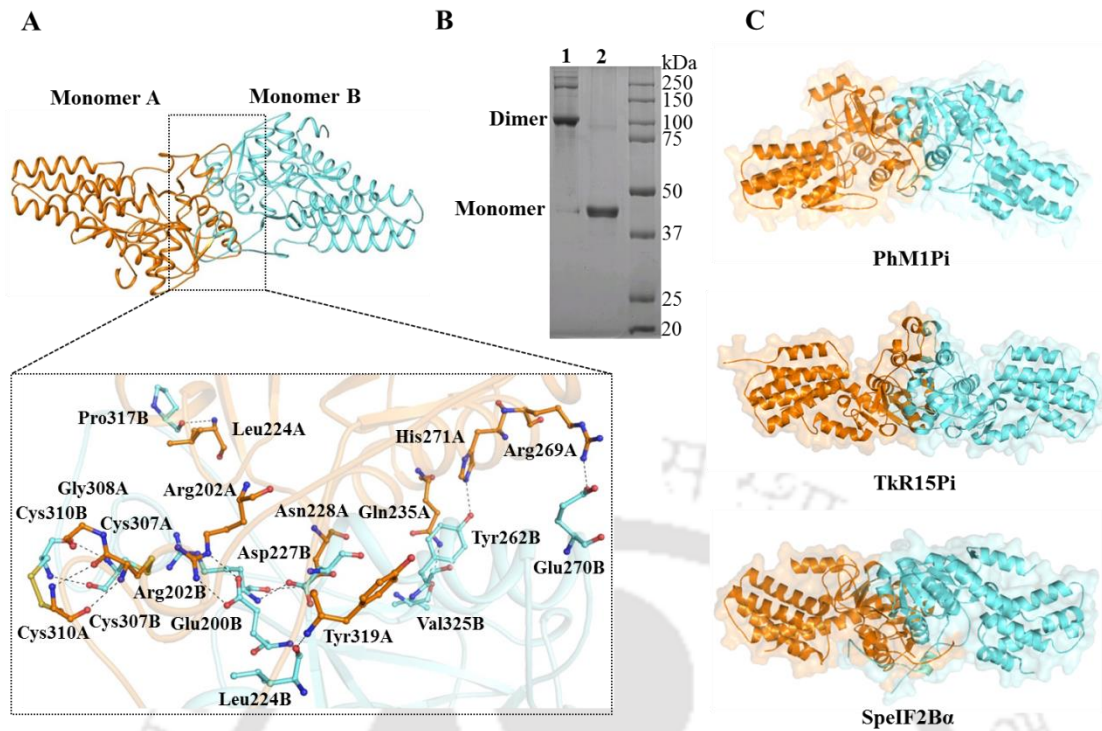 A
B
C
Monomer A
Monomer B
1 2
kDa
250
150
100
75
50
37
25
20
Dimer
Monomer
PhM1Pi
TkR15Pi
SpeIF2Bα
Pro317B
Leu224A
His271A
Arg269A
Gly308A
Arg202A
Cys310B
Cys307A
Asn228A
Gln235A
Asp227B
Tyr262B
Arg202B
Glu270B
Cys307B
Glu200B
Tyr319A
Val325B
Cys310A
Leu224B